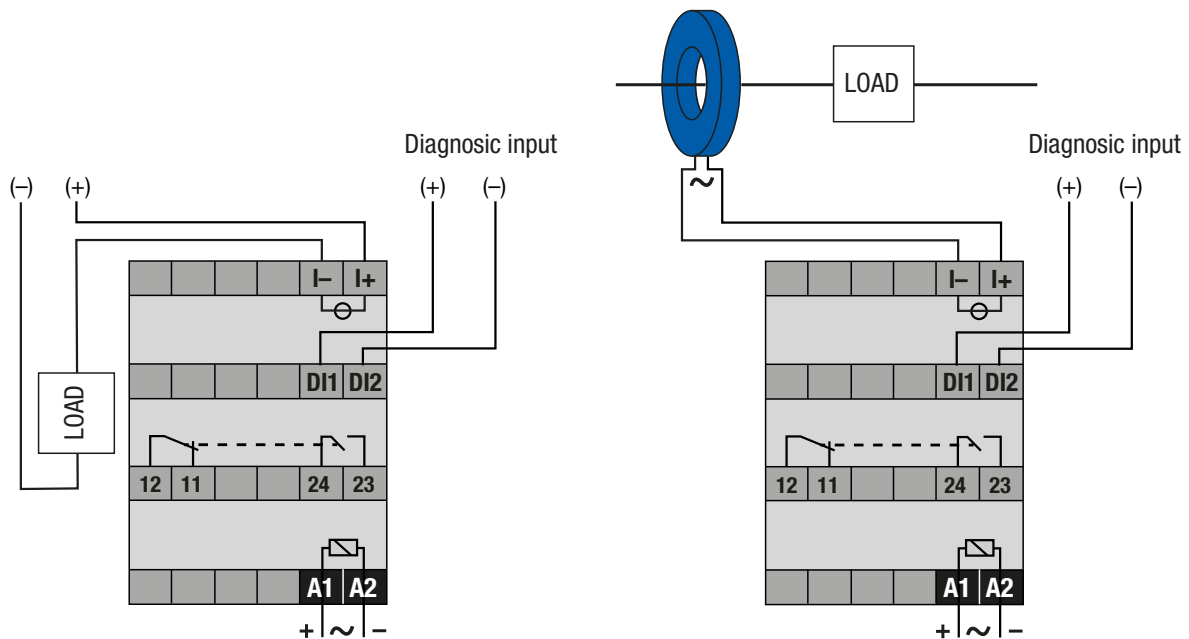 Diagnosic input
(–) (+) (+) (–)
I– I+
DI1 DI2
LOAD
12 11 24 23
A1 A2
+ ~ –
LOAD
~
Diagnosic input
(+) (–)
I– I+
DI1 DI2
12 11 24 23
A1 A2
+ ~ –